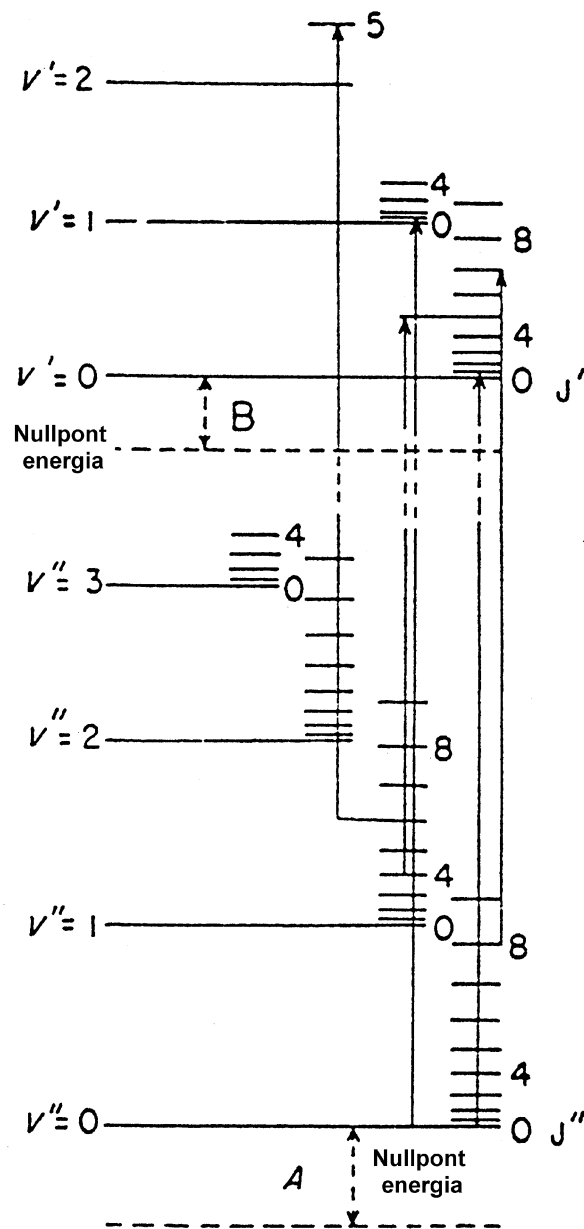 5
V'= 2
4
V'= 1
0
8
4
V'= 0
0 J'
B
Nullpont
energia
4
V"= 3
0
V"= 2
8
4
V"= 1
0
8
4
V"=0
0 J"
A
Nullpont
energia